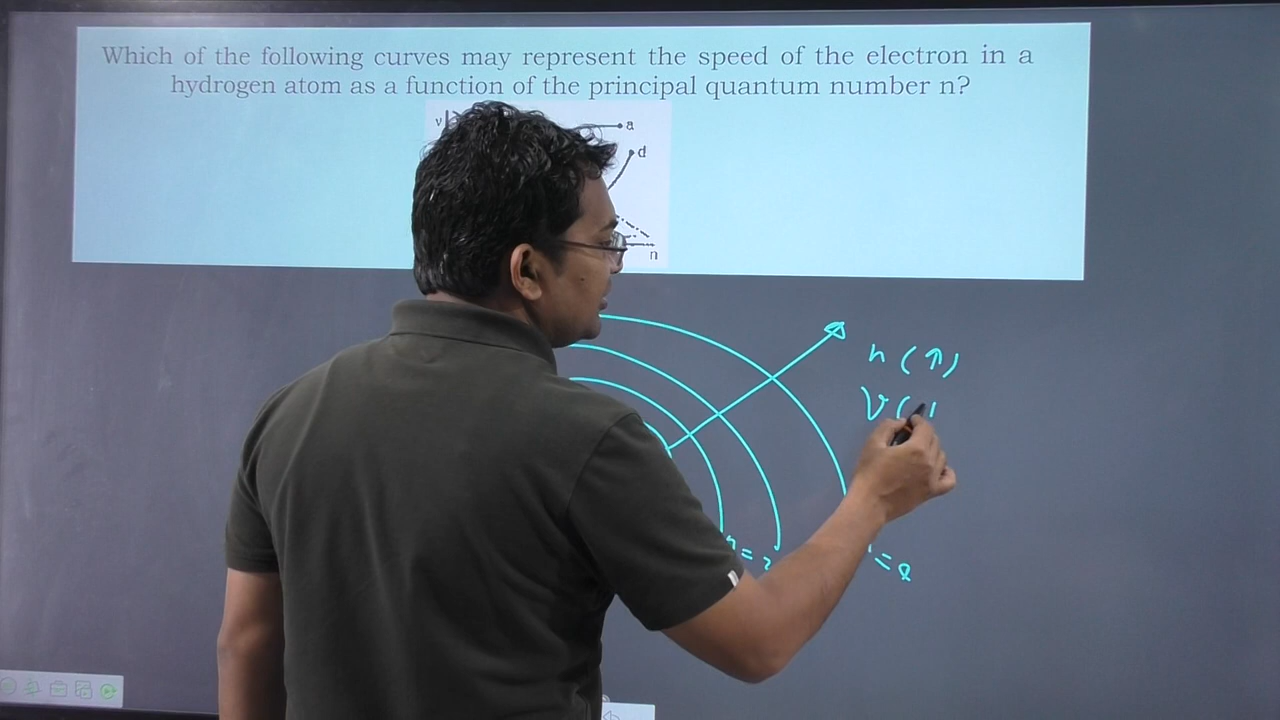 Which of the following curves may represent the speed of the electron in a
hydrogen atom as a function of the principal quantum number n?
v
a
d
n
n (↑)
V (
n =
= 2